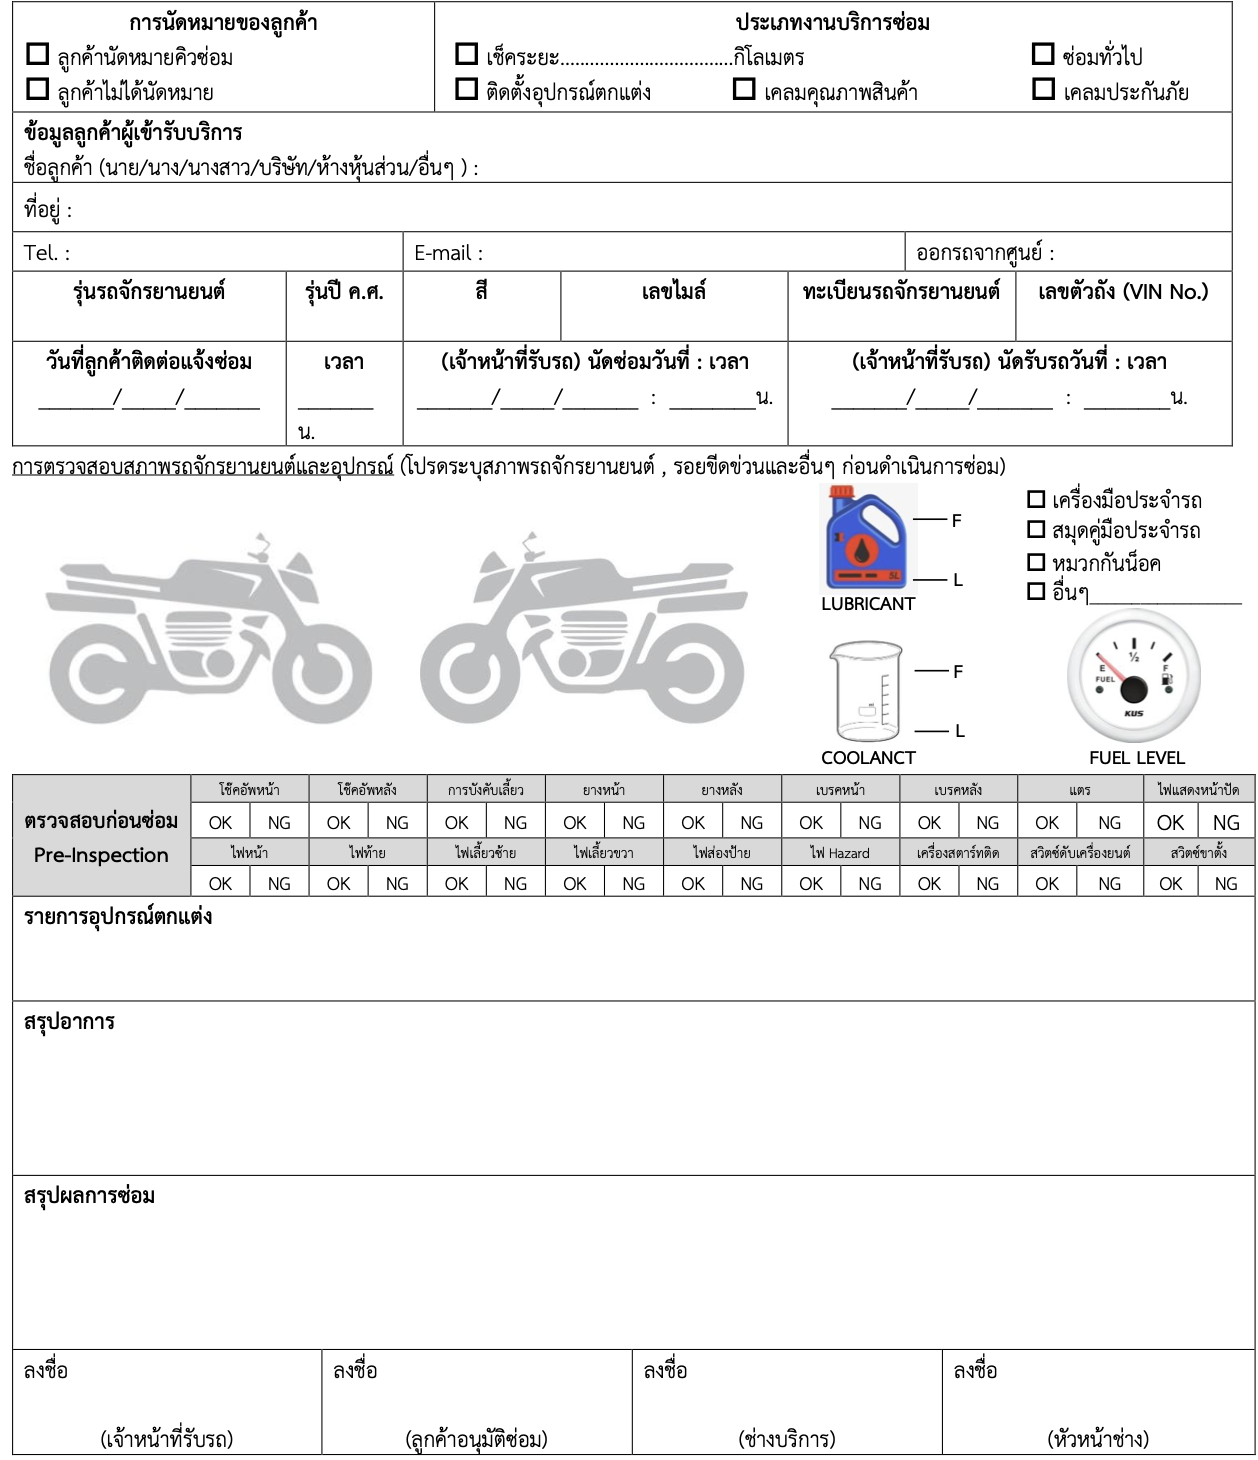 การนัดหมายของลูกค้า ประเภทงานบริการซ่อม
ลูกค้านัดหมายคิวซ่อม เช็คระยะ...................................กิโลเมตร ซ่อมทั่วไป
ลูกค้าไม่ได้นัดหมาย ติดตั้งอุปกรณ์ตกแต่ง เคลมคุณภาพสินค้า เคลมประกันภัย
ข้อมูลลูกค้าผู้เข้ารับบริการ
ชื่อลูกค้า (นาย/นาง/นางสาว/บริษัท/ห้างหุ้นส่วน/อื่นๆ ) :
ที่อยู่ :
Tel. : E-mail : ออกรถจากศูนย์ :
รุ่นรถจักรยานยนต์ รุ่นปี ค.ศ. สี เลขไมล์ ทะเบียนรถจักรยานยนต์ เลขตัวถัง (VIN No.)
วันที่ลูกค้าติดต่อแจ้งซ่อม เวลา (เจ้าหน้าที่รับรถ) นัดซ่อมวันที่ : เวลา (เจ้าหน้าที่รับรถ) นัดรับรถวันที่ : เวลา
_______/_____/_______ _______ _______/_____/_______ : ________น. _______/_____/_______ : ________น.
น.
การตรวจสอบสภาพรถจักรยานยนต์และอุปกรณ์ (โปรดระบุสภาพรถจักรยานยนต์ , รอยขีดข่วนและอื่นๆ ก่อนดำเนินการซ่อม)
F
5L
L
LUBRICANT
เครื่องมือประจำรถ
สมุดคู่มือประจำรถ
หมวกกันน็อค
อื่นๆ______________
F
L
COOLANCT
½
E F
FUEL
KUS
FUEL LEVEL
ตรวจสอบก่อนซ่อม
Pre-Inspection
โช๊คอัพหน้า โช๊คอัพหลัง การบังคับเลี้ยว ยางหน้า ยางหลัง เบรคหน้า เบรคหลัง แตร ไฟแสดงหน้าปัด
OK NG OK NG OK NG OK NG OK NG OK NG OK NG OK NG OK NG
ไฟหน้า ไฟท้าย ไฟเลี้ยวซ้าย ไฟเลี้ยวขวา ไฟส่องป้าย ไฟ Hazard เครื่องสตาร์ทติด สวิตซ์ดับเครื่องยนต์ สวิตซ์ขาตั้ง
OK NG OK NG OK NG OK NG OK NG OK NG OK NG OK NG OK NG
รายการอุปกรณ์ตกแต่ง
สรุปอาการ
สรุปผลการซ่อม
ลงชื่อ ลงชื่อ ลงชื่อ ลงชื่อ
(เจ้าหน้าที่รับรถ) (ลูกค้าอนุมัติซ่อม) (ช่างบริการ) (หัวหน้าช่าง)